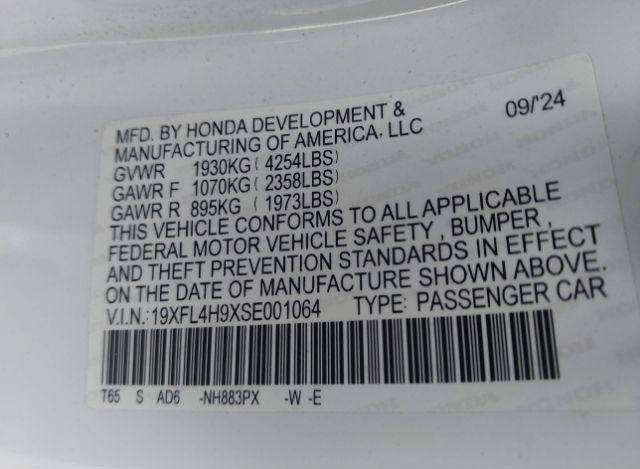 MFD. BY HONDA DEVELOPMENT & 09/'24
MANUFACTURING OF AMERICA, LLC
GVWR 1930KG( 4254LBS)
GAWR F 1070KG( 2358LBS)
GAWR R 895KG ( 1973LBS)
THIS VEHICLE CONFORMS TO ALL APPLICABLE
FEDERAL MOTOR VEHICLE SAFETY , BUMPER ,
AND THEFT PREVENTION STANDARDS IN EFFECT
ON THE DATE OF MANUFACTURE SHOWN ABOVE.
V.I.N.:19XFL4H9XSE001064 TYPE: PASSENGER CAR
T65 S AD6 -NH883PX -W -E